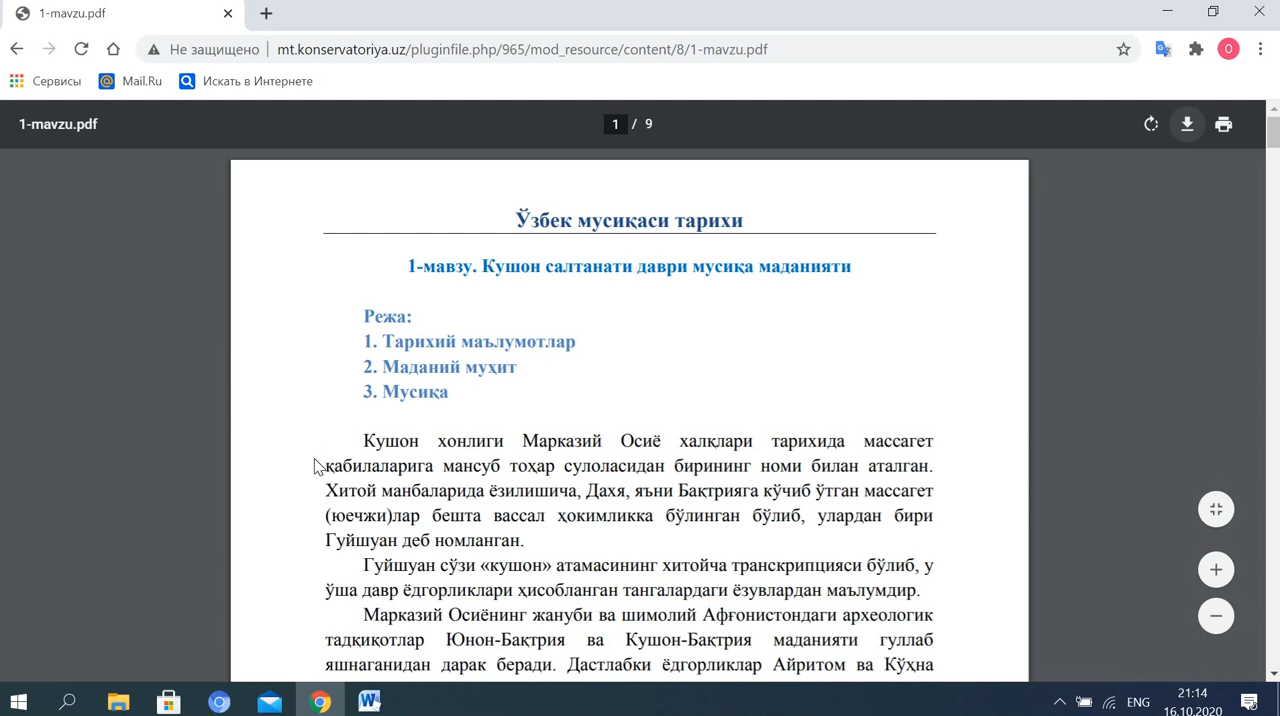 1-mavzu.pdf
Не защищено | mt.konservatoriya.uz/pluginfile.php/965/mod_resource/content/8/1-mavzu.pdf
O
Сервисы Mail.Ru Искать в Интернете
1-mavzu.pdf 1 / 9
Ўзбек мусиқаси тарихи
1-мавзу. Кушон салтанати даври мусиқа маданияти
Режа:
1. Тарихий маълумотлар
2. Маданий муҳит
3. Мусиқа
Кушон хонлиги Марказий Осиё халқлари тарихида массагет
қабилаларига мансуб тоҳар сулоласидан бирининг номи билан аталган.
Хитой манбаларида ёзилишича, Дахя, яъни Бақтрияга кўчиб ўтган массагет
(юечжи)лар бешта вассал ҳокимликка бўлинган бўлиб, улардан бири
Гуйшуан деб номланган.
Гуйшуан сўзи «кушон» атамасининг хитойча транскрипцияси бўлиб, у
ўша давр ёдгорликлари ҳисобланган тангалардаги ёзувлардан маълумдир.
Марказий Осиёнинг жануби ва шимолий Афғонистондаги археологик
тадқиқотлар Юнон-Бақтрия ва Кушон-Бақтрия маданияти гуллаб
яшнаганидан дарак беради. Дастлабки ёдгорликлар Айритом ва Кўҳна
ENG
21:14
16.10.2020